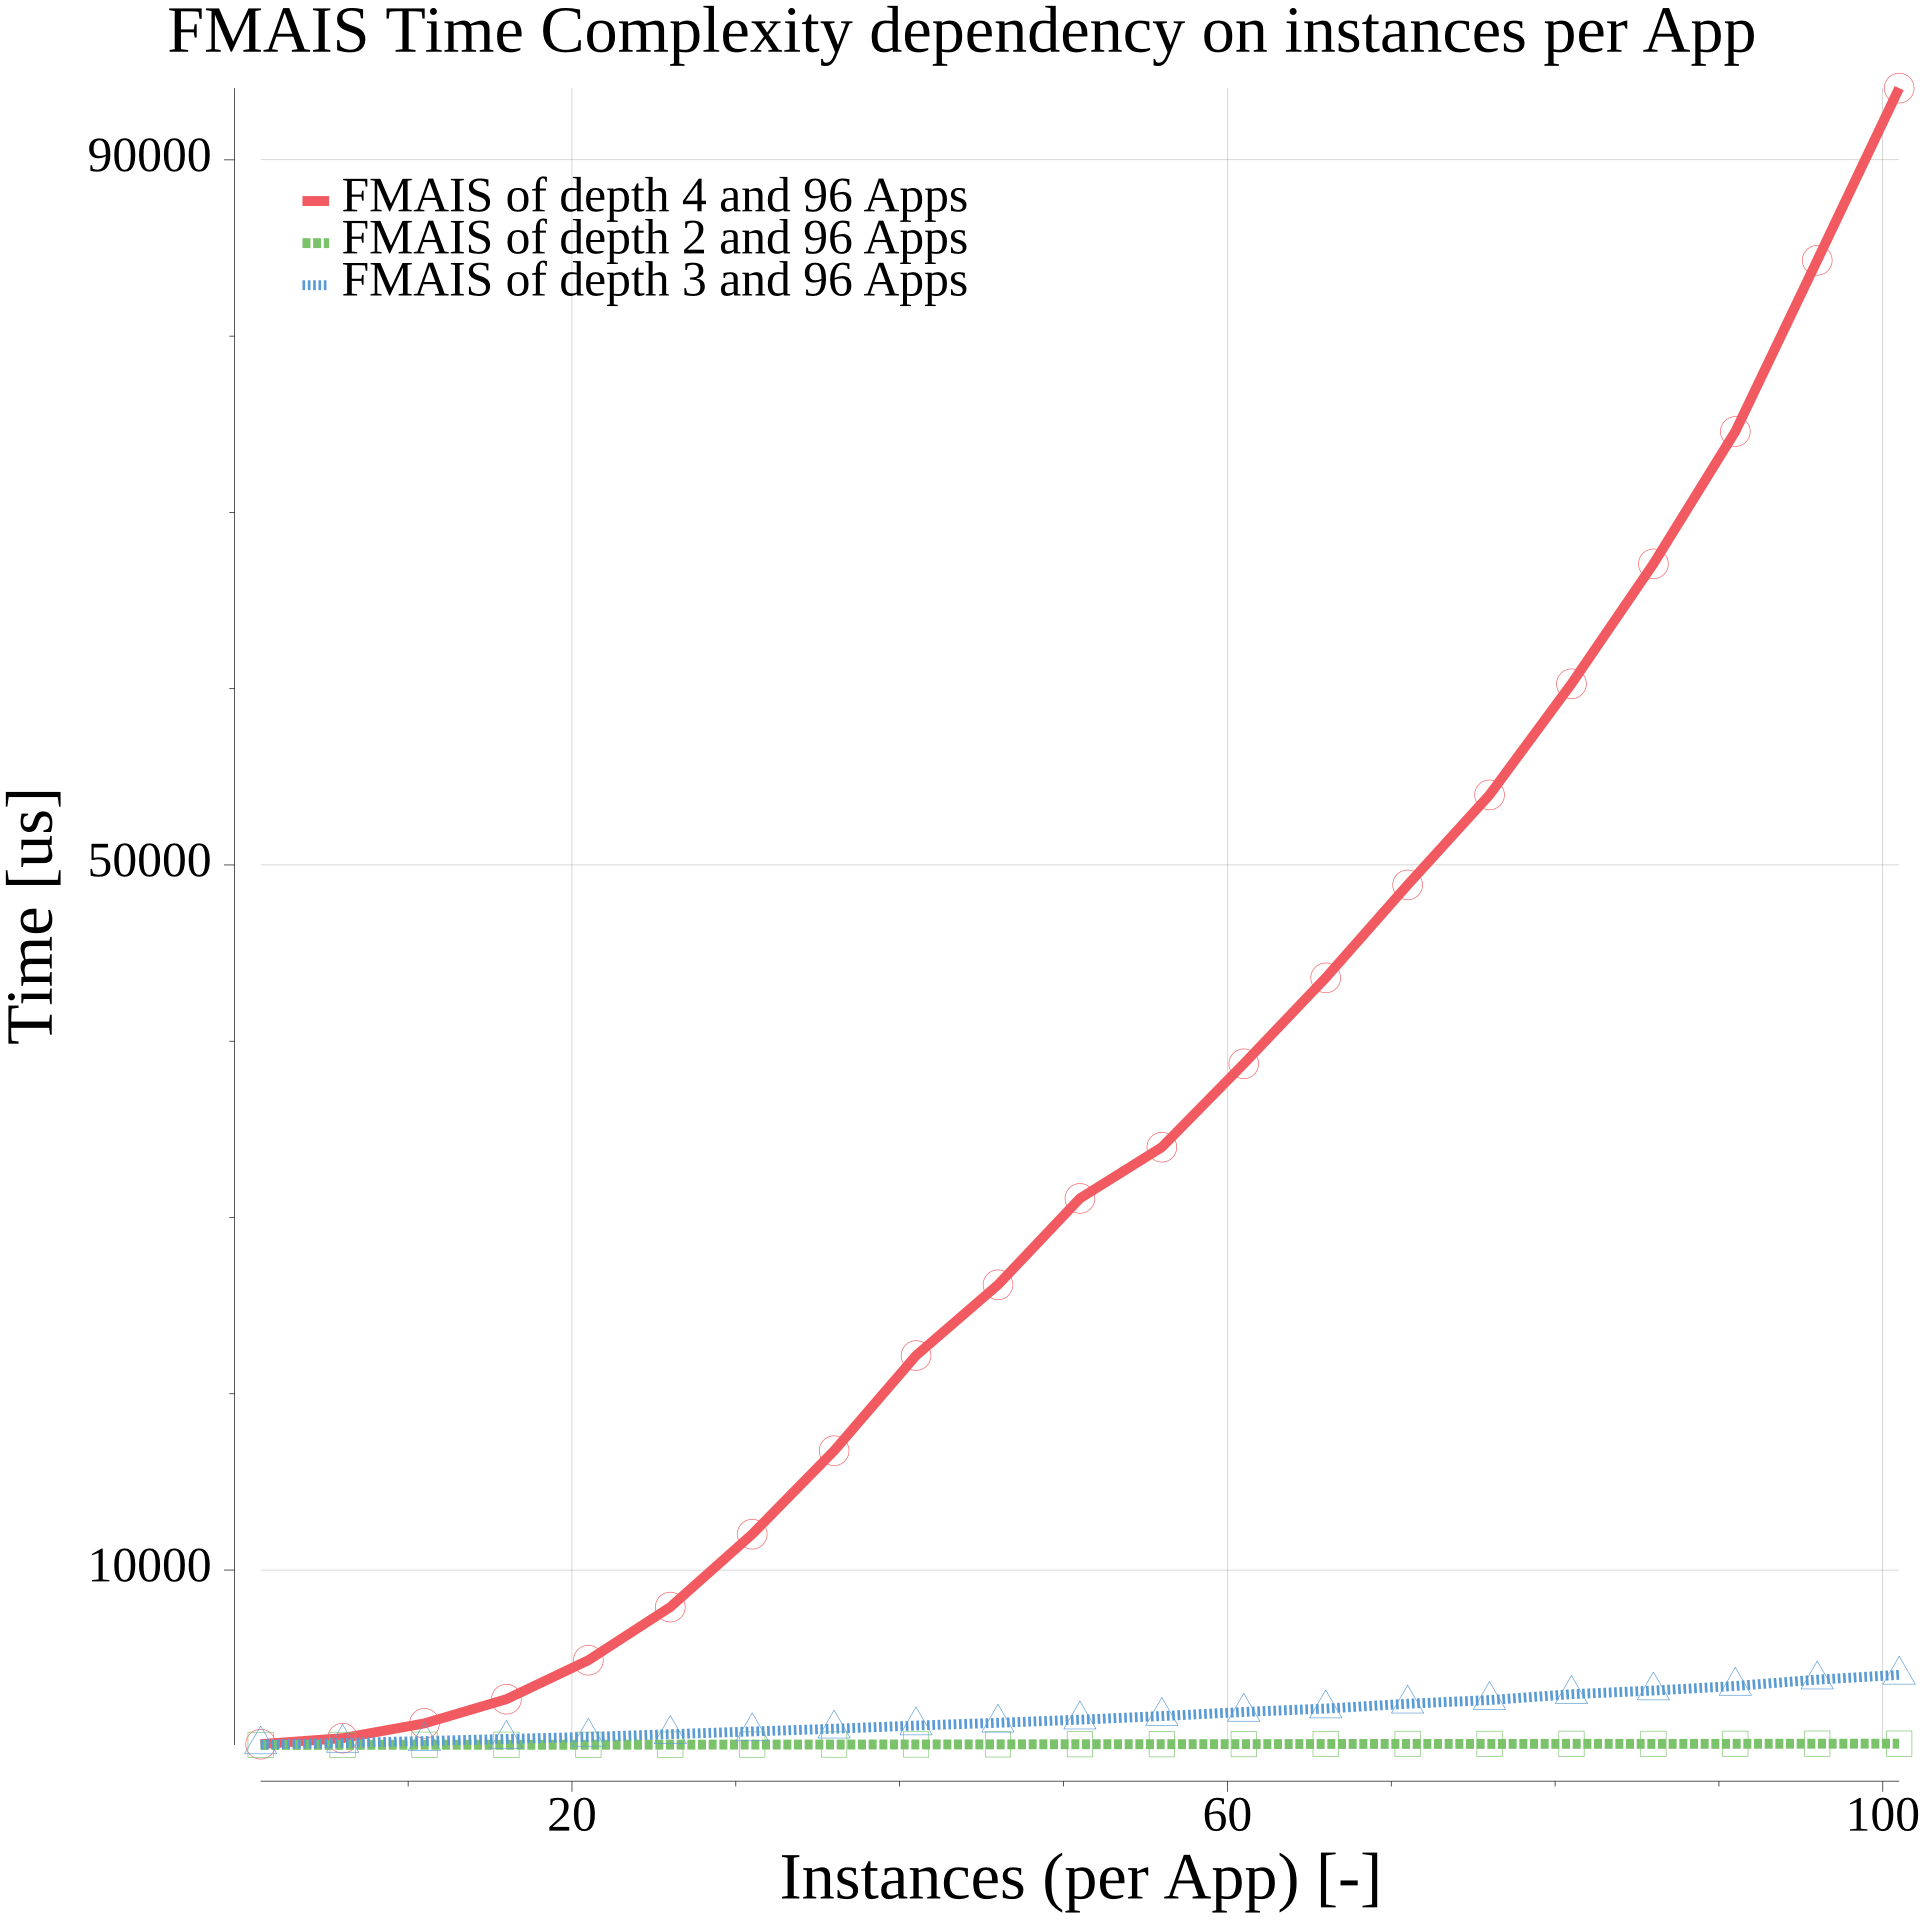 FMAIS Time Complexity dependency on instances per App
90000
FMAIS of depth 4 and 96 Apps
FMAIS of depth 2 and 96 Apps
FMAIS of depth 3 and 96 Apps
Time [us]
50000
10000
20
60
100
Instances (per App) [-]